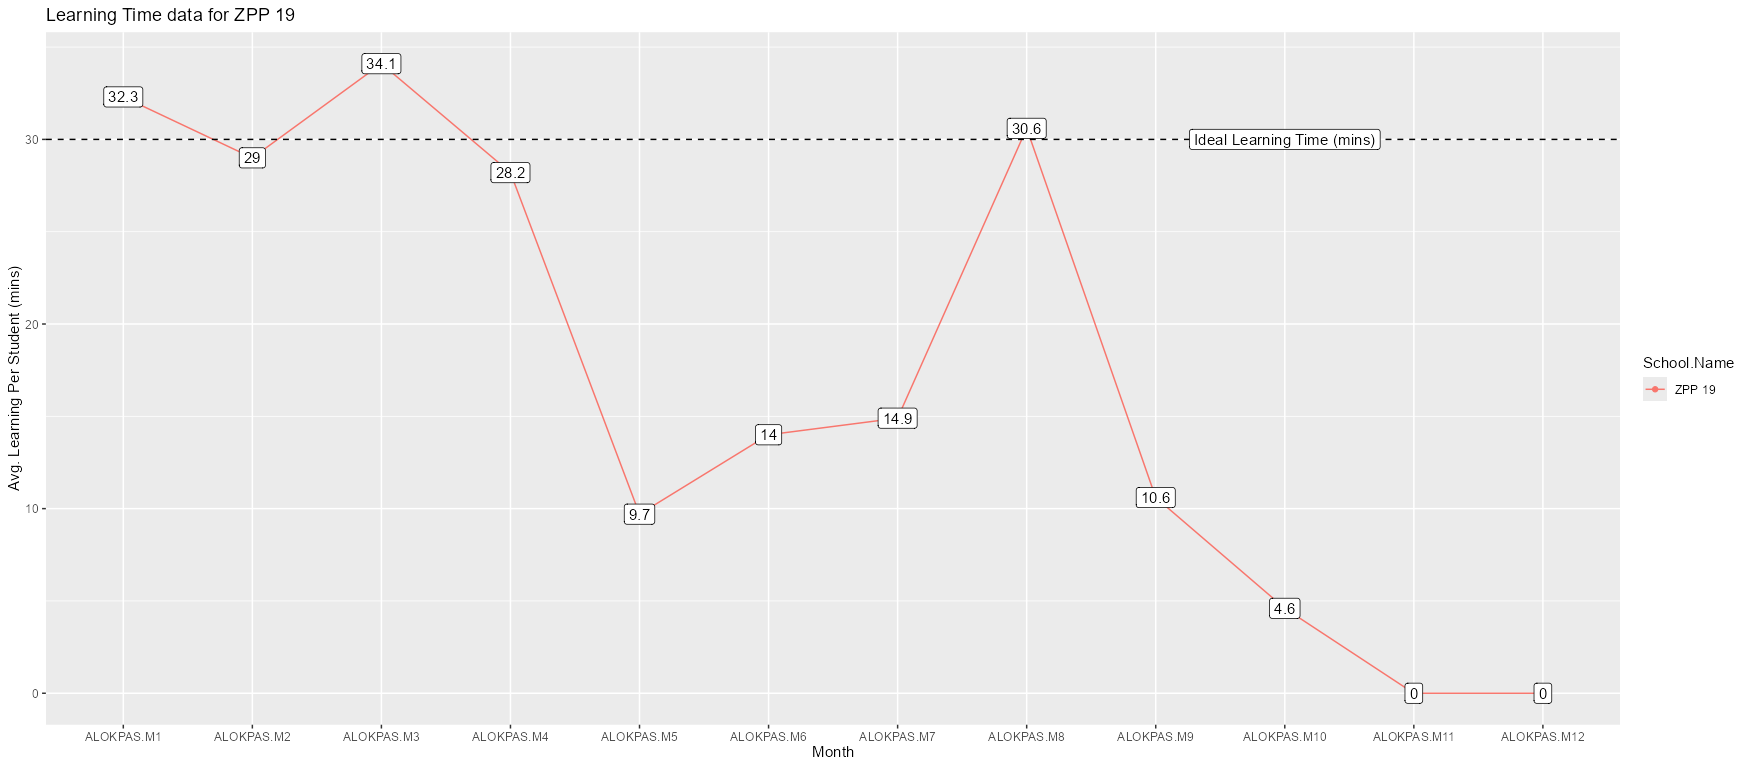 Learning Time data for ZPP 19
Avg. Learning Per Student (mins)
30
20
10
0
32.3
29
34.1
28.2
9.7
14
14.9
30.6
10.6
4.6
0
0
Ideal Learning Time (mins)
ALOKPAS.M1
ALOKPAS.M2
ALOKPAS.M3
ALOKPAS.M4
ALOKPAS.M5
ALOKPAS.M6
ALOKPAS.M7
ALOKPAS.M8
ALOKPAS.M9
ALOKPAS.M10
ALOKPAS.M11
ALOKPAS.M12
Month
School.Name
ZPP 19